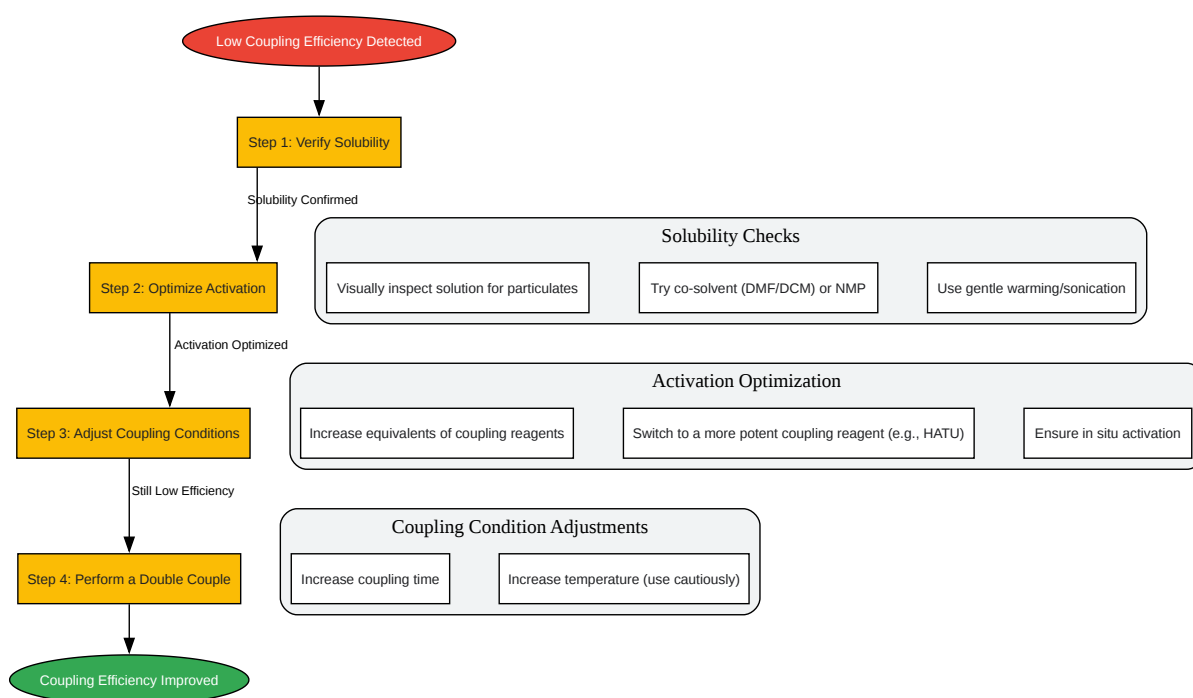 Low Coupling Efficiency Detected
Step 1: Verify Solubility
Solubility Confirmed
Solubility Checks
Step 2: Optimize Activation
Visually inspect solution for particulates
Try co-solvent (DMF/DCM) or NMP
Use gentle warming/sonication
Activation Optimized
Activation Optimization
Step 3: Adjust Coupling Conditions
Increase equivalents of coupling reagents
Switch to a more potent coupling reagent (e.g., HATU)
Ensure in situ activation
Still Low Efficiency
Coupling Condition Adjustments
Step 4: Perform a Double Couple
Increase coupling time
Increase temperature (use cautiously)
Coupling Efficiency Improved